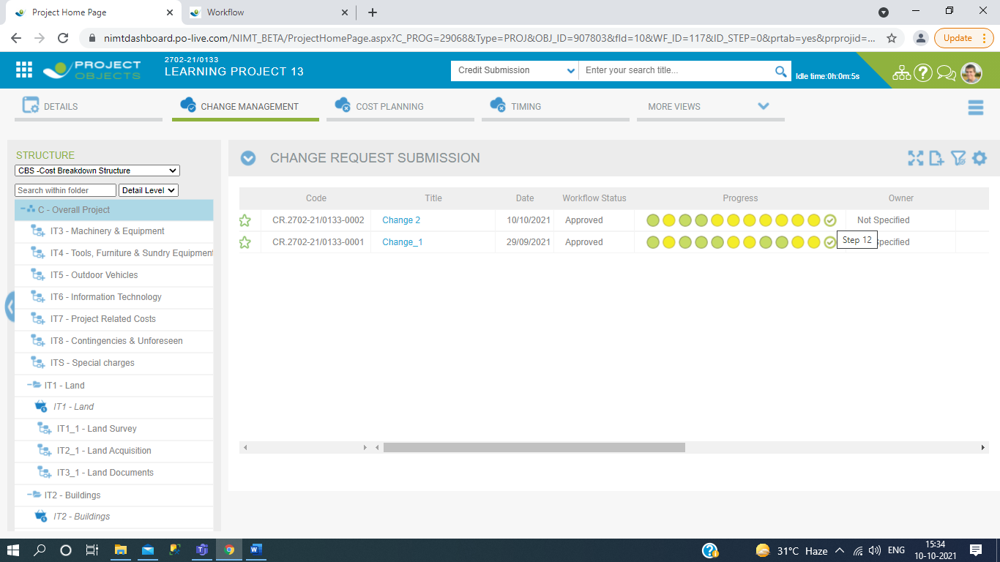 Project Home Page
Workflow
nimtdashboard.po-live.com/NIMT_BETA/ProjectHomePage.aspx?C_PROG=29068&Type=PROJ&OBJ_ID=907803&fId=10&WF_ID=117&ID_STEP=0&prtab=yes&prprojid=...
Update
PROJECT
OBJECTS
2702-21/0133
LEARNING PROJECT 13
Credit Submission
Enter your search title...
Idle time:0h:0m:5s
DETAILS
CHANGE MANAGEMENT
COST PLANNING
TIMING
MORE VIEWS
STRUCTURE
CBS -Cost Breakdown Structure
Search within folder
Detail Level
C - Overall Project
IT3 - Machinery & Equipment
IT4 - Tools, Furniture & Sundry Equipment
IT5 - Outdoor Vehicles
IT6 - Information Technology
IT7 - Project Related Costs
IT8 - Contingencies & Unforeseen
ITS - Special charges
IT1 - Land
IT1 - Land
IT1_1 - Land Survey
IT2_1 - Land Acquisition
IT3_1 - Land Documents
IT2 - Buildings
IT2 - Buildings
CHANGE REQUEST SUBMISSION
Code Title Date Workflow Status Progress Owner
CR.2702-21/0133-0002 Change 2 10/10/2021 Approved Not Specified
CR.2702-21/0133-0001 Change_1 29/09/2021 Approved Specified
Step 12
31°C Haze
ENG
15:34
10-10-2021